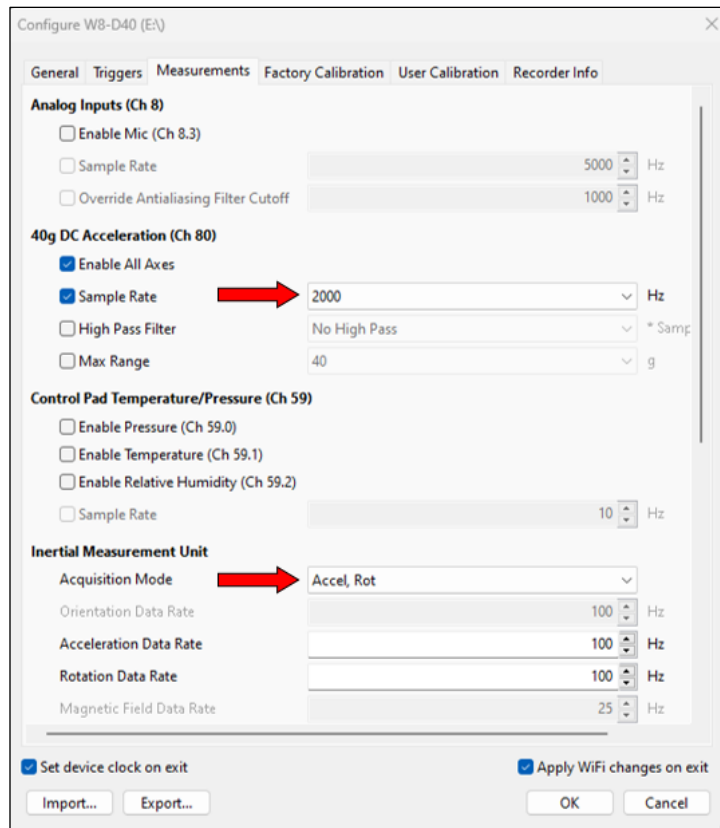 Configure W8-D40 (E:\)
General Triggers Measurements Factory Calibration User Calibration Recorder Info
Analog Inputs (Ch 8)
Enable Mic (Ch 8.3)
Sample Rate 5000 Hz
Override Antialiasing Filter Cutoff 1000 Hz
40g DC Acceleration (Ch 80)
Enable All Axes
Sample Rate 2000 Hz
High Pass Filter No High Pass * Samp
Max Range 40 g
Control Pad Temperature/Pressure (Ch 59)
Enable Pressure (Ch 59.0)
Enable Temperature (Ch 59.1)
Enable Relative Humidity (Ch 59.2)
Sample Rate 10 Hz
Inertial Measurement Unit
Acquisition Mode Accel, Rot
Orientation Data Rate 100 Hz
Acceleration Data Rate 100 Hz
Rotation Data Rate 100 Hz
Magnetic Field Data Rate 25 Hz
Set device clock on exit Apply WiFi changes on exit
Import... Export... OK Cancel